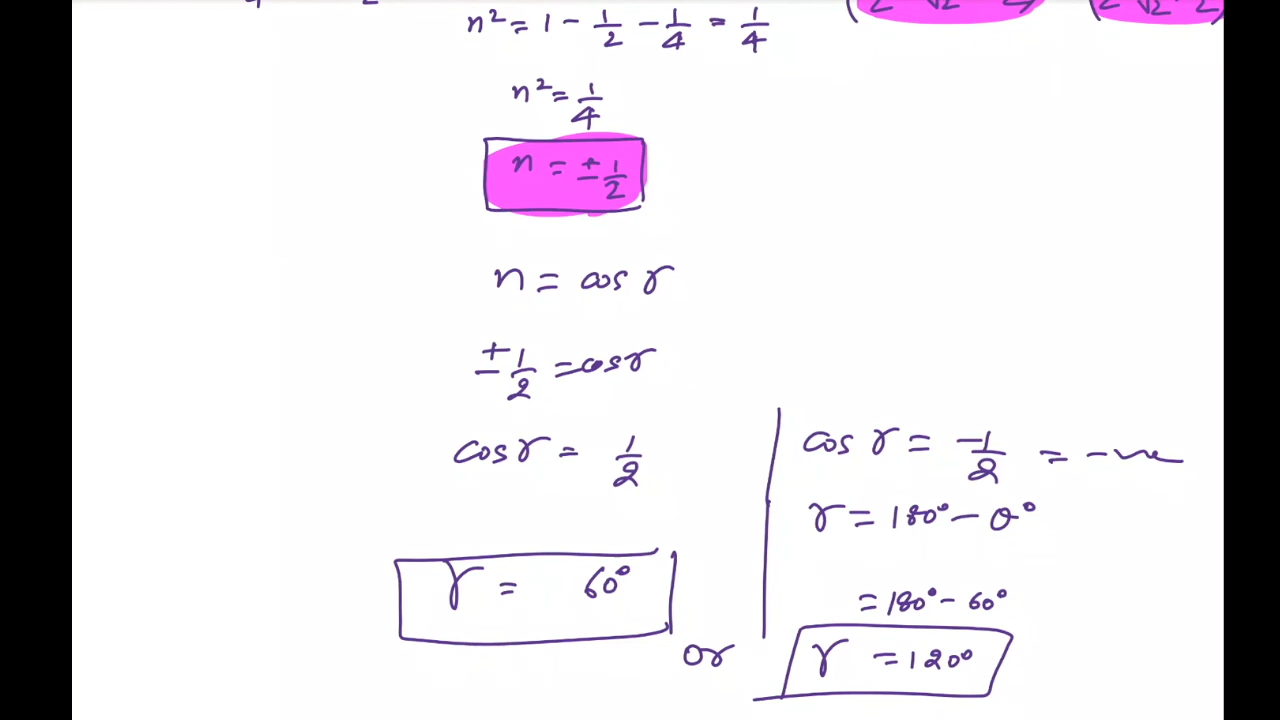 n² = 1 - 1/2 - 1/4 = 1/4
n² = 1/4
n = ± 1/2
n = cos γ
± 1/2 = cos γ
cos γ = 1/2
γ = 60°
or
cos γ = -1/2 = -ve
γ = 180° - θ°
= 180° - 60°
γ = 120°